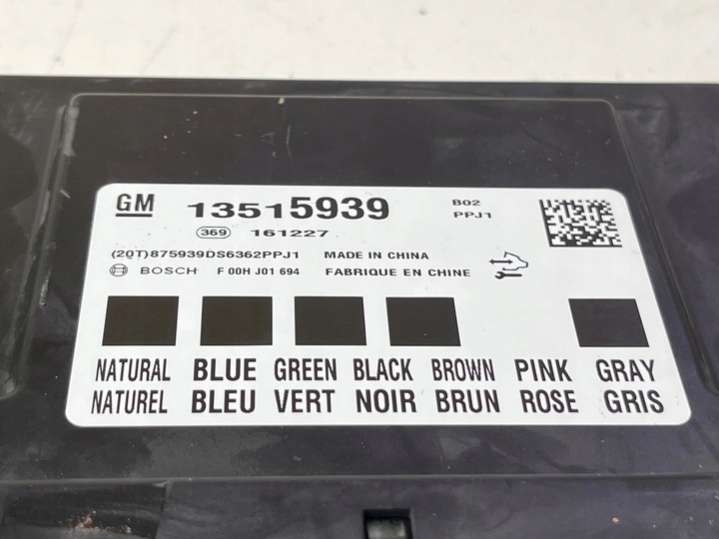 GM 13515939 B02
PPJ1
369 161227
(20T)875939DS6362PPJ1 MADE IN CHINA
BOSCH F 00H J01 694 FABRIQUE EN CHINE
NATURAL BLUE GREEN BLACK BROWN PINK GRAY
NATUREL BLEU VERT NOIR BRUN ROSE GRIS